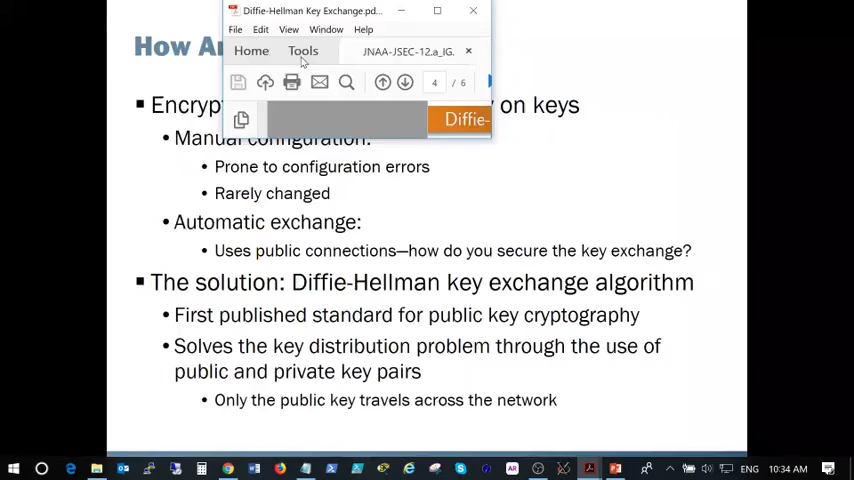 Diffie-Hellman Key Exchange.pd...
File Edit View Window Help
Home Tools JNAA-JSEC-12.a_IG.
4 / 6
Diffie-
How
Encryp
on keys
Manual configuration:
Prone to configuration errors
Rarely changed
Automatic exchange:
Uses public connections—how do you secure the key exchange?
The solution: Diffie-Hellman key exchange algorithm
First published standard for public key cryptography
Solves the key distribution problem through the use of
public and private key pairs
Only the public key travels across the network
ENG 10:34 AM